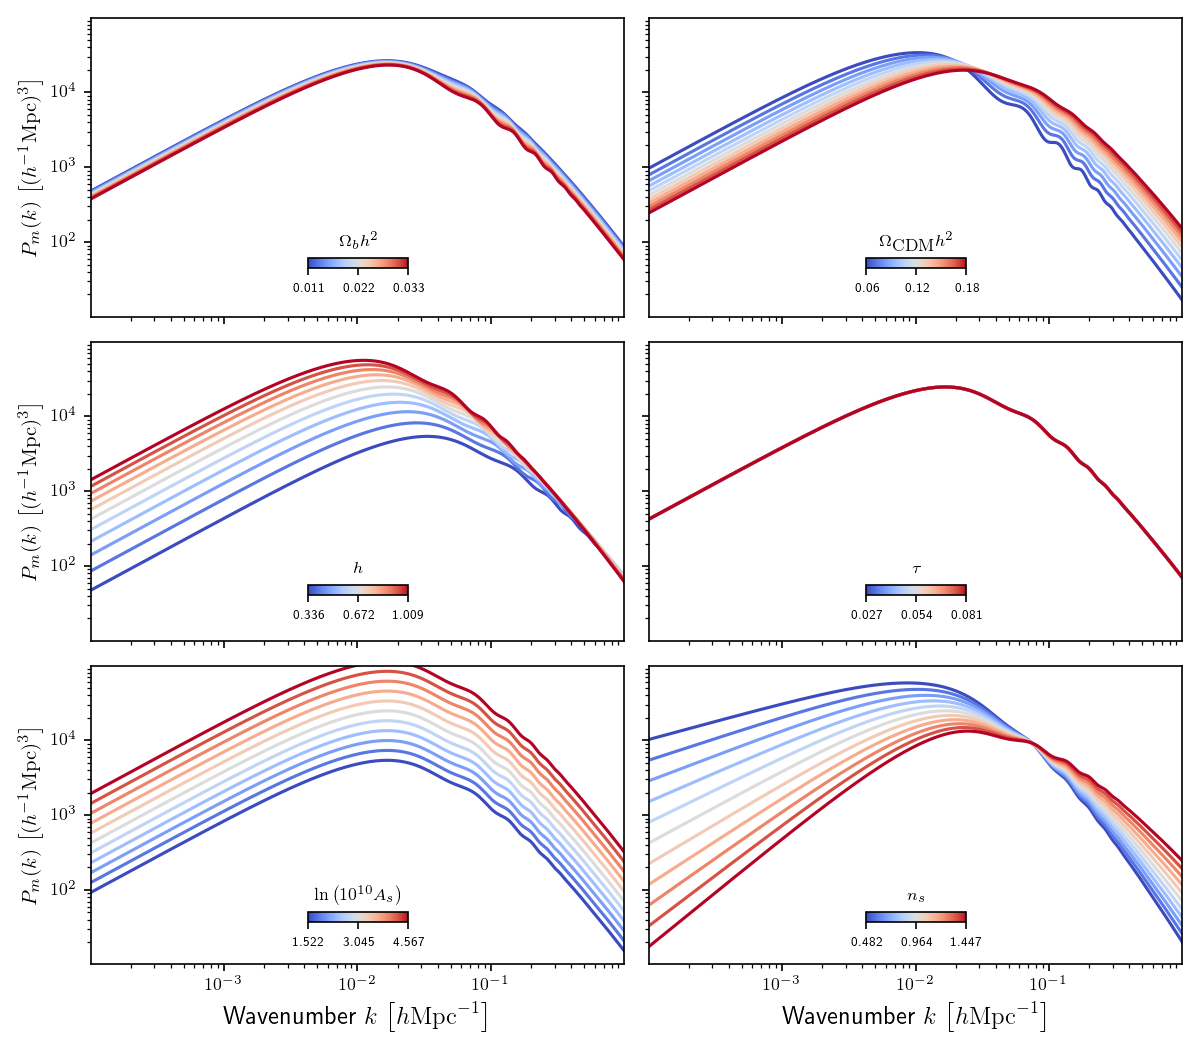 P_m(k) [(h^{-1}Mpc)^3]
10^4
10^3
10^2
Ω_b h^2
0.011 0.022 0.033
Ω_CDM h^2
0.06 0.12 0.18
P_m(k) [(h^{-1}Mpc)^3]
10^4
10^3
10^2
h
0.336 0.672 1.009
τ
0.027 0.054 0.081
P_m(k) [(h^{-1}Mpc)^3]
10^4
10^3
10^2
ln (10^{10} A_s)
1.522 3.045 4.567
n_s
0.482 0.964 1.447
10^{-3} 10^{-2} 10^{-1}
10^{-3} 10^{-2} 10^{-1}
Wavenumber k [hMpc^{-1}]
Wavenumber k [hMpc^{-1}]